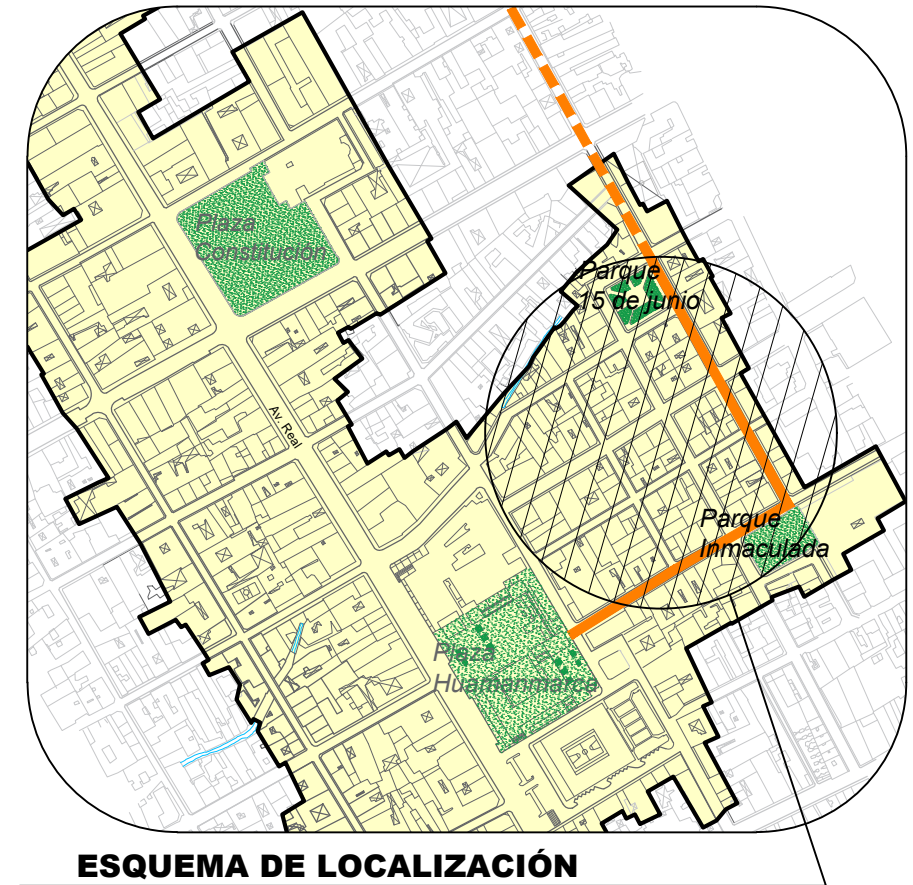 Plaza
Constitución
Parque
15 de junio
Av. Real
Parque
Inmaculada
Plaza
Huamanmarca
ESQUEMA DE LOCALIZACIÓN